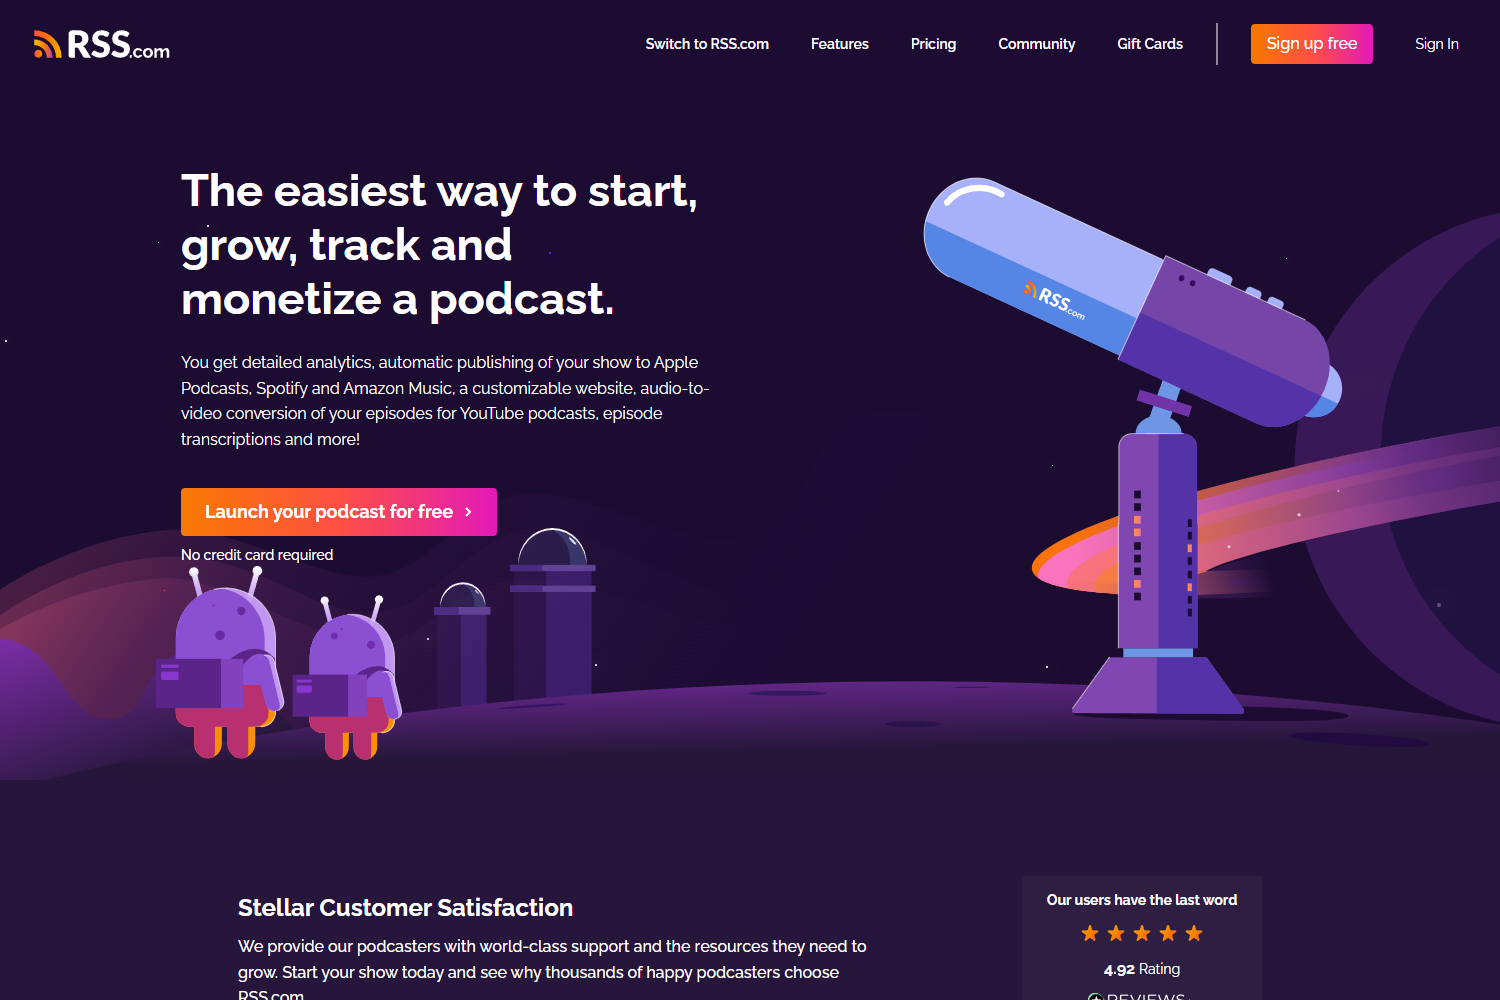 RSS.com
Switch to RSS.com
Features
Pricing
Community
Gift Cards
Sign up free
Sign In
The easiest way to start,
grow, track and
monetize a podcast.
You get detailed analytics, automatic publishing of your show to Apple
Podcasts, Spotify and Amazon Music, a customizable website, audio-to-
video conversion of your episodes for YouTube podcasts, episode
transcriptions and more!
Launch your podcast for free
No credit card required
RSS.com
Stellar Customer Satisfaction
We provide our podcasters with world-class support and the resources they need to
grow. Start your show today and see why thousands of happy podcasters choose
RSS.com
Our users have the last word
4.92 Rating
REVIEWS